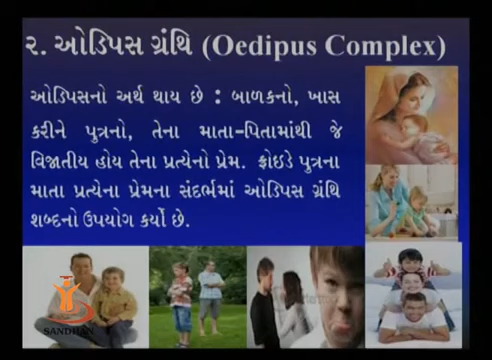 ૨. ઓડિપસ ગ્રંથિ (Oedipus Complex)
ઓડિપસનો અર્થ થાય છે : બાળકનો, ખાસ
કરીને પુત્રનો, તેના માતા-પિતામાંથી જે
વિજાતીય હોય તેના પ્રત્યેનો પ્રેમ. ફ્રોઇડે પુત્રના
માતા પ્રત્યેના પ્રેમના સંદર્ભમાં ઓડિપસ ગ્રંથિ
શબ્દનો ઉપયોગ કર્યો છે.
SANDHAN